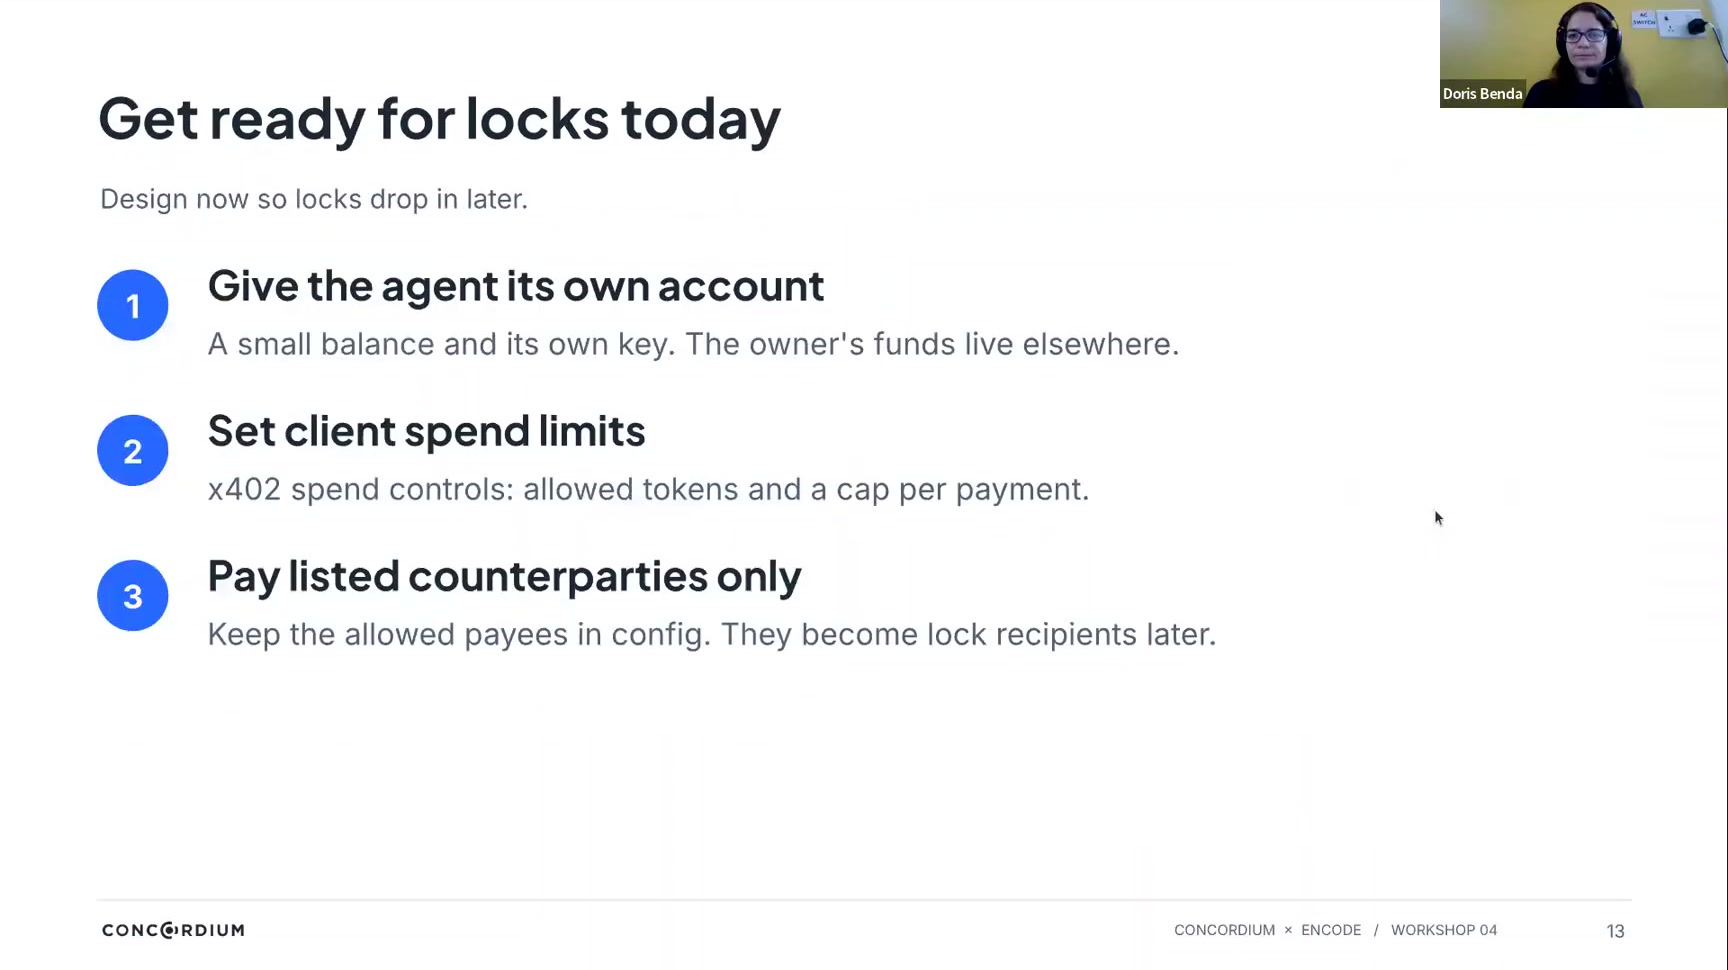 AC
SWITCH
Doris Benda
Get ready for locks today
Design now so locks drop in later.
1
Give the agent its own account
A small balance and its own key. The owner's funds live elsewhere.
2
Set client spend limits
x402 spend controls: allowed tokens and a cap per payment.
3
Pay listed counterparties only
Keep the allowed payees in config. They become lock recipients later.
CONCORDIUM
CONCORDIUM × ENCODE / WORKSHOP 04
13